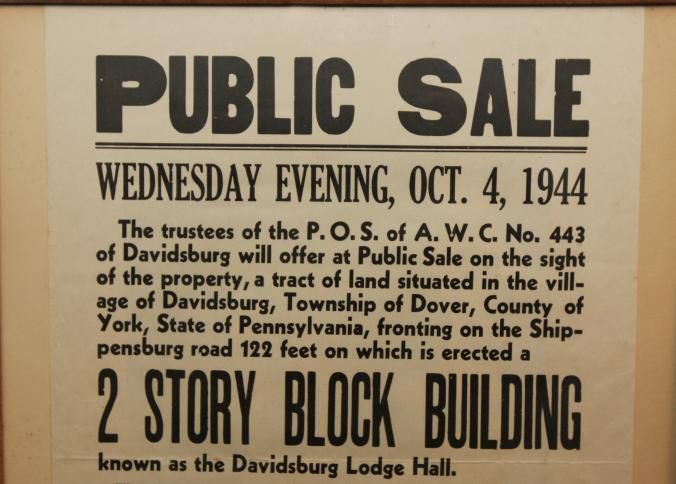 PUBLIC SALE
WEDNESDAY EVENING, OCT. 4, 1944
The trustees of the P. O. S. of A. W. C. No. 443
of Davidsburg will offer at Public Sale on the sight
of the property, a tract of land situated in the vill-
age of Davidsburg, Township of Dover, County of
York, State of Pennsylvania, fronting on the Ship-
pensburg road 122 feet on which is erected a
2 STORY BLOCK BUILDING
known as the Davidsburg Lodge Hall.